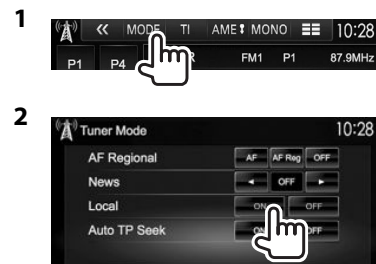 1
MODE TI AME MONO 10:28
P1 P4 FM1 P1 87.9MHz
2
Tuner Mode 10:28
AF Regional AF AF Reg OFF
News OFF
Local ON OFF
Auto TP Seek